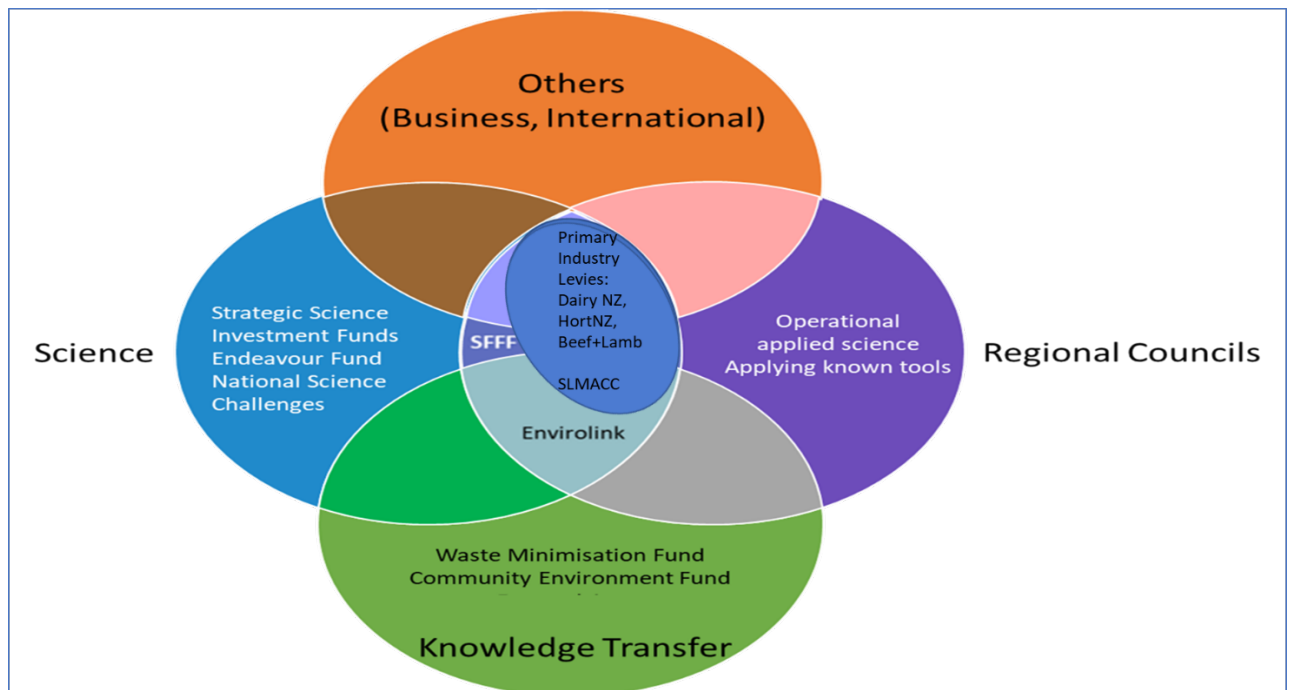 Others
(Business, International)
Primary
Industry
Levies:
Dairy NZ,
HortNZ,
Beef+Lamb
SLMACC
SFFF
Strategic Science
Investment Funds
Endeavour Fund
National Science
Challenges
Science
Operational
applied science
Applying known tools
Regional Councils
Envirolink
Waste Minimisation Fund
Community Environment Fund
Knowledge Transfer